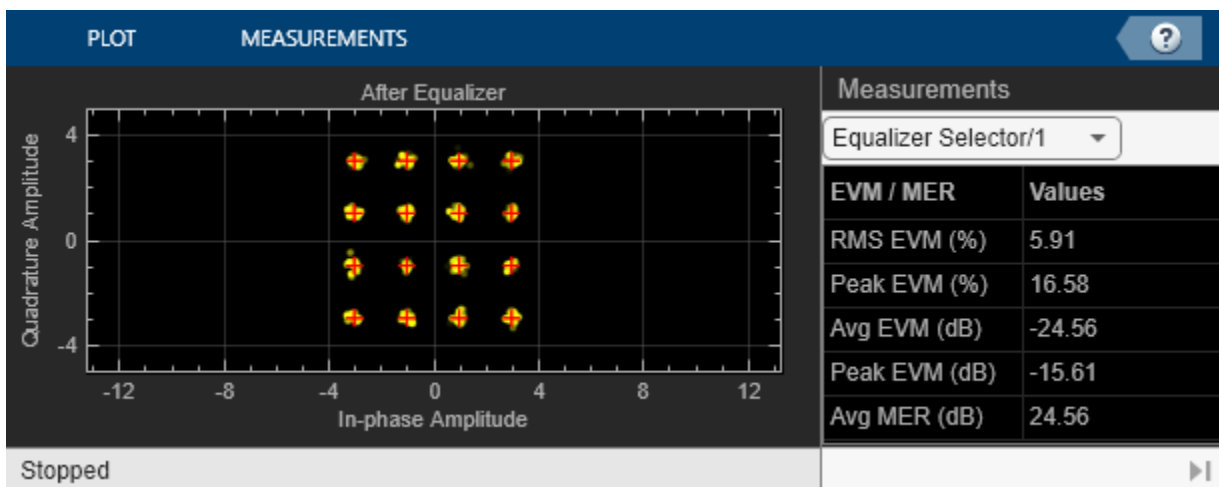 PLOT MEASUREMENTS ?
After Equalizer
Quadrature Amplitude
4
0
-4
-12 -8 -4 0 4 8 12
In-phase Amplitude
Measurements
Equalizer Selector/1
EVM / MER Values
RMS EVM (%) 5.91
Peak EVM (%) 16.58
Avg EVM (dB) -24.56
Peak EVM (dB) -15.61
Avg MER (dB) 24.56
Stopped